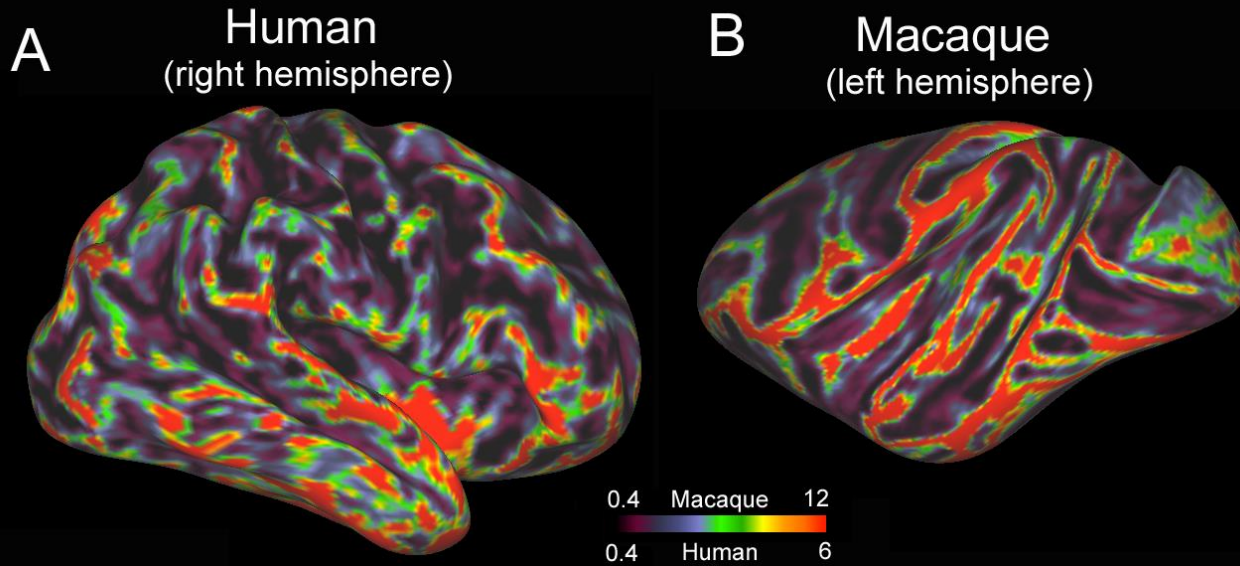 A
Human
(right hemisphere)
B
Macaque
(left hemisphere)
0.4 Macaque 12
0.4 Human 6